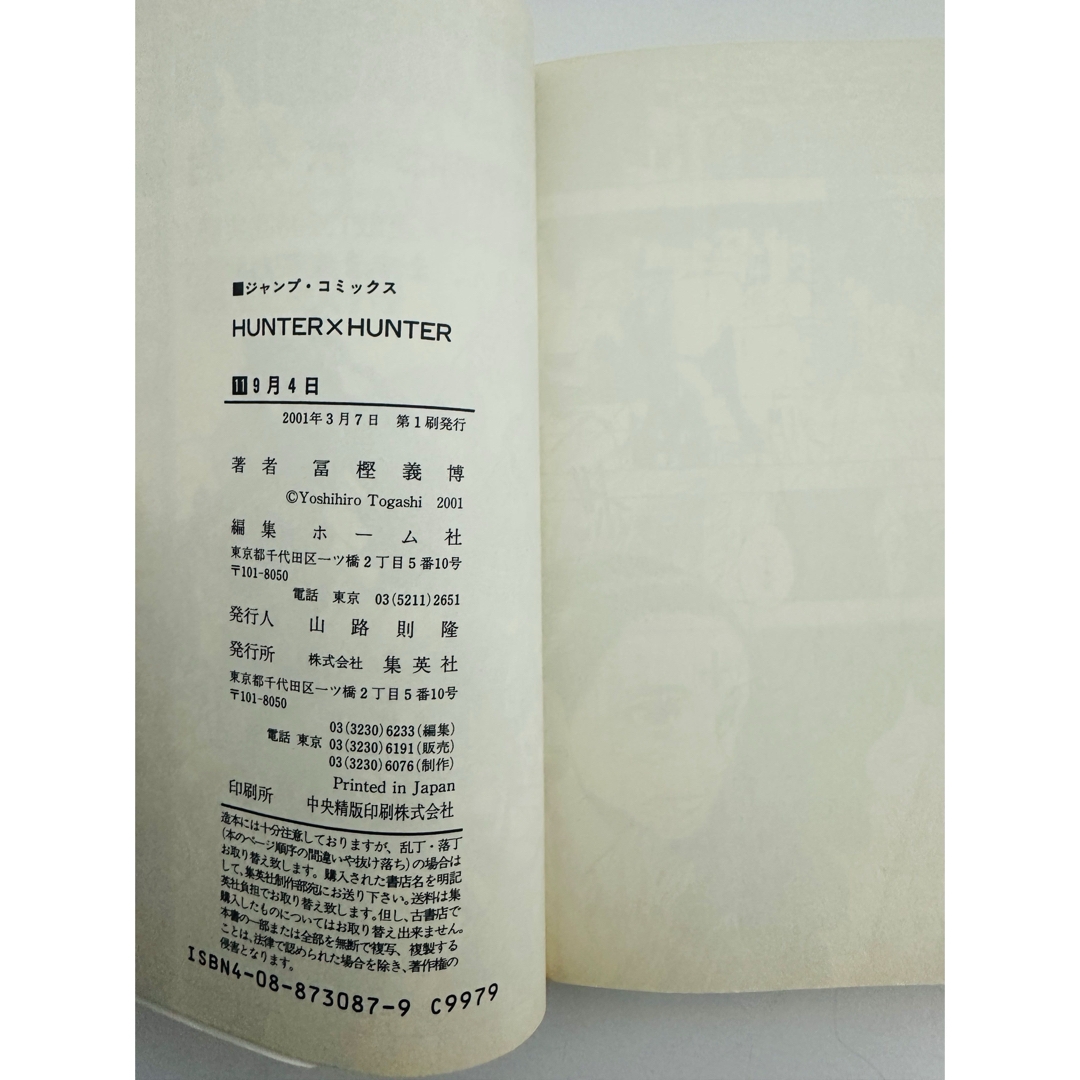 ■ジャンプ・コミックス
HUNTER×HUNTER
11 9月4日
2001年3月7日 第1刷発行
著者 冨樫義博
©Yoshihiro Togashi 2001
編集 ホーム社
東京都千代田区一ツ橋2丁目5番10号
〒101-8050
電話 東京 03(5211)2651
発行人 山路則隆
発行所 株式会社 集英社
東京都千代田区一ツ橋2丁目5番10号
〒101-8050
03(3230)6233(編集)
電話 東京 03(3230)6191(販売)
03(3230)6076(制作)
Printed in Japan
印刷所 中央精版印刷株式会社
造本には十分注意しておりますが、乱丁・落丁
(本のページ順序の間違いや抜け落ち)の場合は
お取り替え致します。購入された書店名を明記
して、集英社制作部宛にお送り下さい。送料は集
英社負担でお取り替え致します。但し、古書店で
購入したものについてはお取り替え出来ません。
本書の一部または全部を無断で複写、複製する
ことは、法律で認められた場合を除き、著作権の
侵害となります。
ISBN4-08-873087-9 C9979